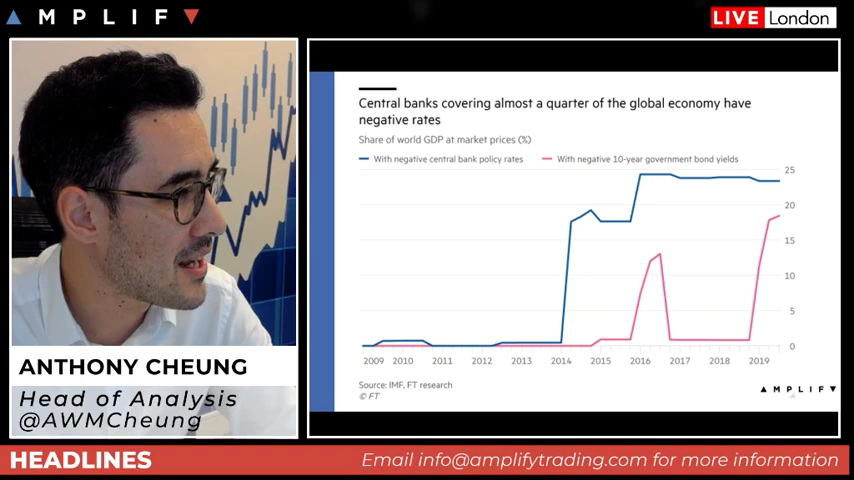 ▲ MPLIF▼
LIVE London
Central banks covering almost a quarter of the global economy have
negative rates
Share of world GDP at market prices (%)
With negative central bank policy rates
With negative 10-year government bond yields
25
20
15
10
5
0
2009 2010 2011 2012 2013 2014 2015 2016 2017 2018 2019
Source: IMF, FT research
© FT
▲MPLIF▼
ANTHONY CHEUNG
Head of Analysis
@AWMCheung
HEADLINES
Email info@amplifytrading.com for more information